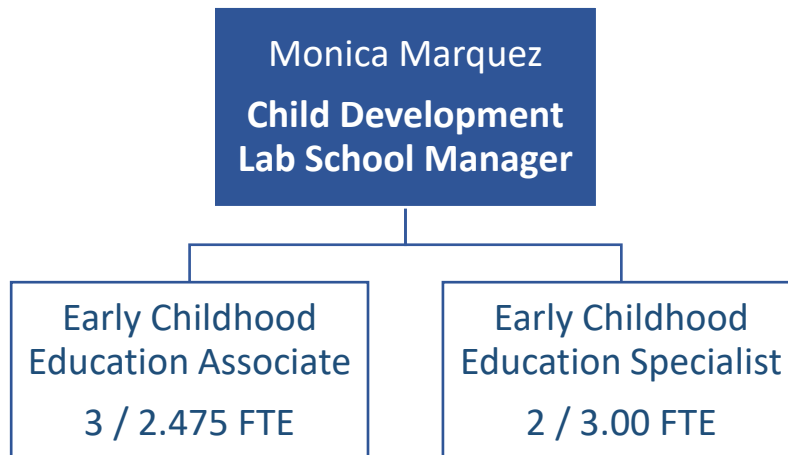 Monica Marquez
Child Development
Lab School Manager
Early Childhood
Education Associate
3 / 2.475 FTE
Early Childhood
Education Specialist
2 / 3.00 FTE